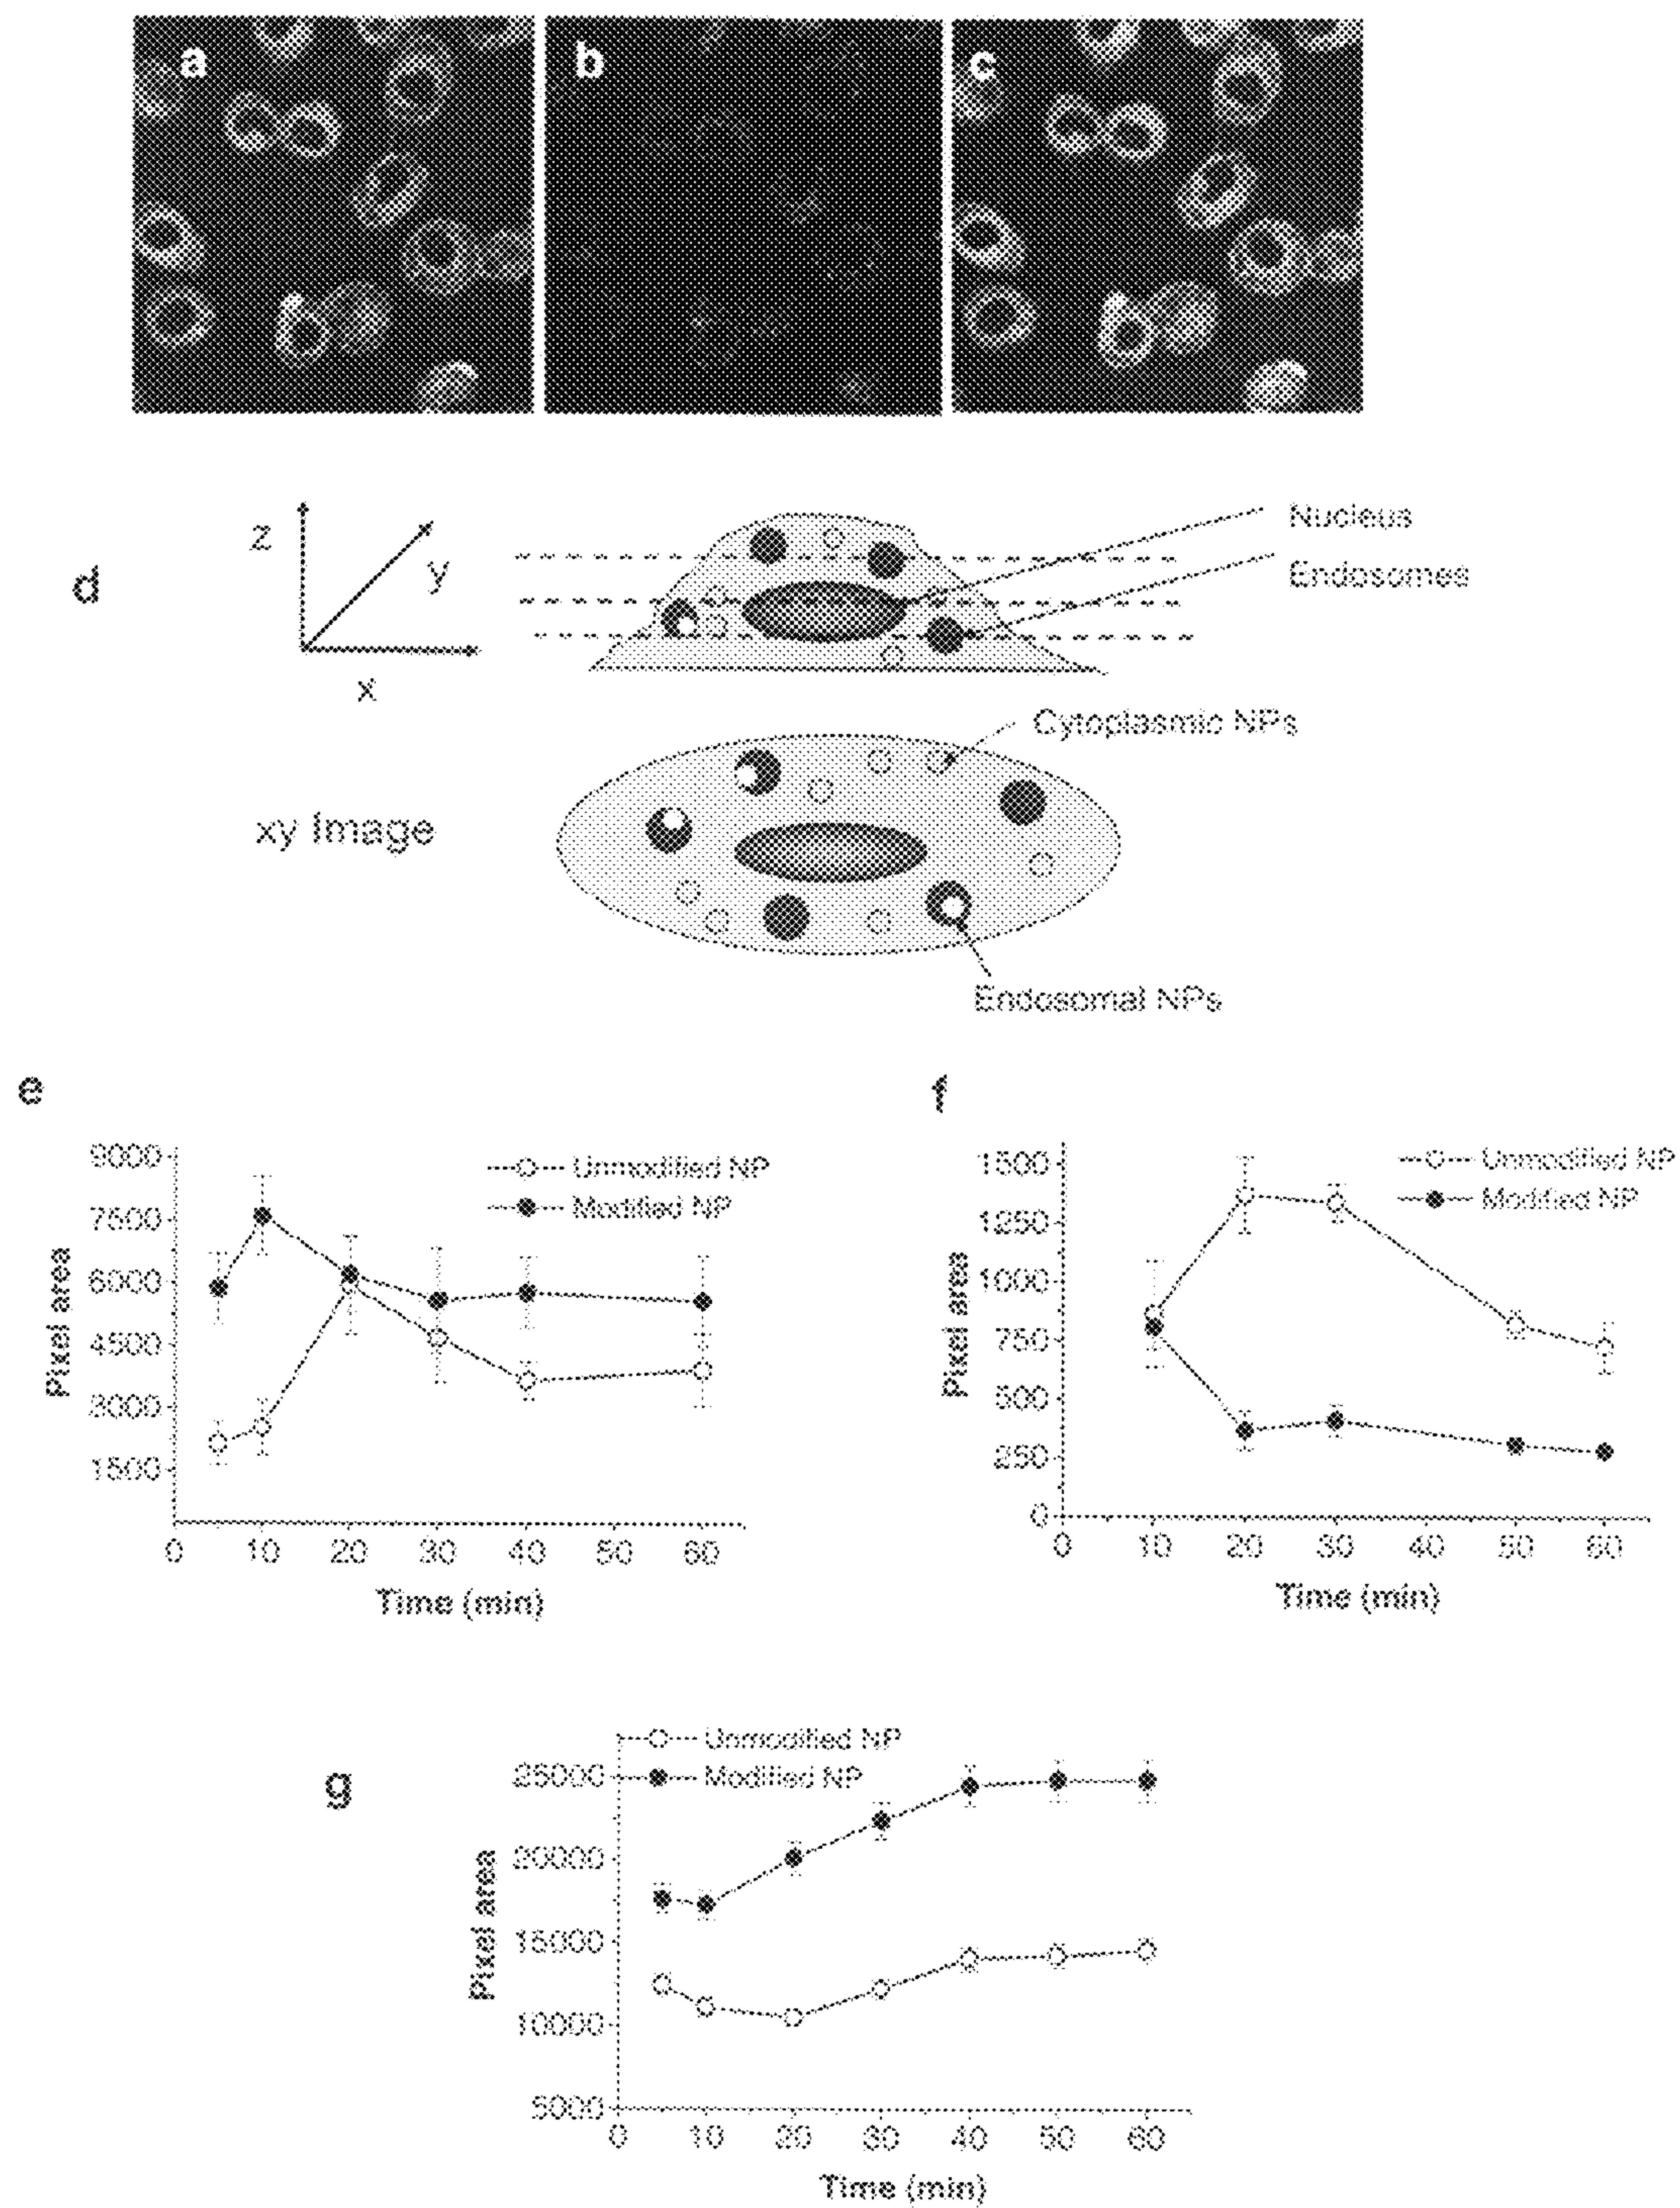 a
b
c
d
z
y
x
Nucleus
Endosomes
xy Image
Cytoplasmic NPs
Endosomal NPs
e
9000
7500
6000
4500
3000
1500
Pixel area
Unmodified NP
Modified NP
0 10 20 30 40 50 60
Time (min)
f
1500
1250
1000
750
500
250
0
Pixel area
Unmodified NP
Modified NP
0 10 20 30 40 50 60
Time (min)
g
Unmodified NP
Modified NP
25000
20000
15000
10000
5000
Pixel area
0 10 20 30 40 50 60
Time (min)